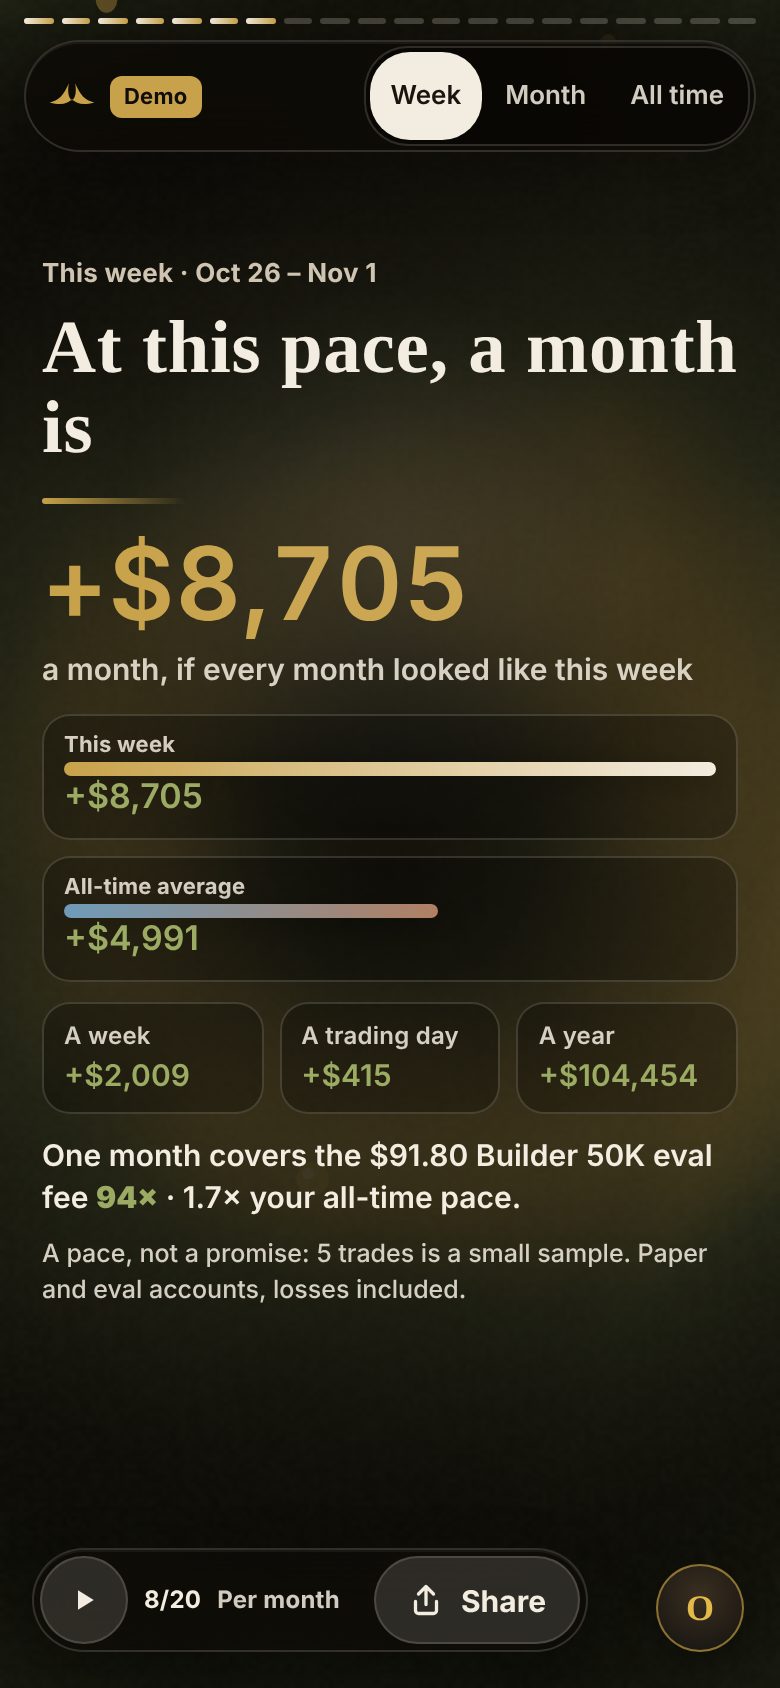 Demo
Week
Month
All time
This week · Oct 26 – Nov 1
At this pace, a month
is
+$8,705
a month, if every month looked like this week
This week
+$8,705
All-time average
+$4,991
A week
+$2,009
A trading day
+$415
A year
+$104,454
One month covers the $91.80 Builder 50K eval
fee 94× · 1.7× your all-time pace.
A pace, not a promise: 5 trades is a small sample. Paper
and eval accounts, losses included.
8/20 Per month
Share
O